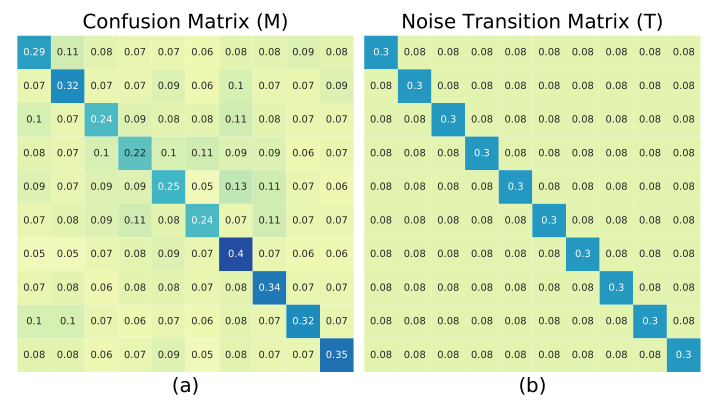 Confusion Matrix (M) Noise Transition Matrix (T)
0.29 0.11 0.08 0.07 0.07 0.06 0.08 0.08 0.09 0.08 0.3 0.08 0.08 0.08 0.08 0.08 0.08 0.08 0.08 0.08
0.07 0.32 0.07 0.07 0.09 0.06 0.1 0.07 0.07 0.09 0.08 0.3 0.08 0.08 0.08 0.08 0.08 0.08 0.08 0.08
0.1 0.07 0.24 0.09 0.08 0.08 0.11 0.08 0.07 0.07 0.08 0.08 0.3 0.08 0.08 0.08 0.08 0.08 0.08 0.08
0.08 0.07 0.1 0.22 0.1 0.11 0.09 0.09 0.06 0.07 0.08 0.08 0.08 0.3 0.08 0.08 0.08 0.08 0.08 0.08
0.09 0.07 0.09 0.09 0.25 0.05 0.13 0.11 0.07 0.06 0.08 0.08 0.08 0.08 0.3 0.08 0.08 0.08 0.08 0.08
0.07 0.08 0.09 0.11 0.08 0.24 0.07 0.11 0.07 0.07 0.08 0.08 0.08 0.08 0.08 0.3 0.08 0.08 0.08 0.08
0.05 0.05 0.07 0.08 0.09 0.07 0.4 0.07 0.06 0.06 0.08 0.08 0.08 0.08 0.08 0.08 0.3 0.08 0.08 0.08
0.07 0.07 0.06 0.08 0.08 0.07 0.08 0.34 0.07 0.07 0.08 0.08 0.08 0.08 0.08 0.08 0.08 0.3 0.08 0.08
0.1 0.1 0.07 0.06 0.07 0.06 0.08 0.07 0.32 0.07 0.08 0.08 0.08 0.08 0.08 0.08 0.08 0.08 0.3 0.08
0.08 0.08 0.06 0.07 0.09 0.05 0.08 0.07 0.07 0.35 0.08 0.08 0.08 0.08 0.08 0.08 0.08 0.08 0.08 0.3
(a) (b)